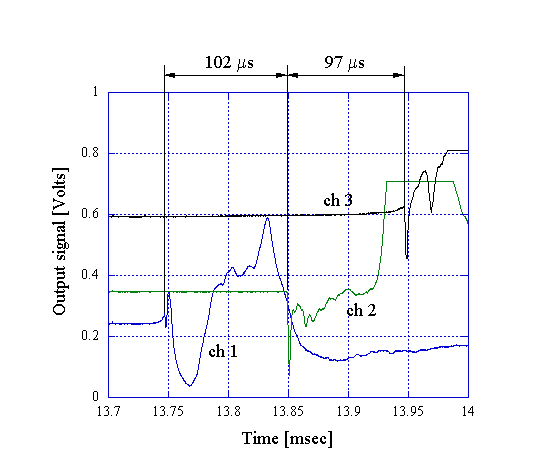 102 μs
97 μs
1
0.8
0.6
0.4
0.2
0
Output signal [Volts]
ch 3
ch 2
ch 1
13.7
13.75
13.8
13.85
13.9
13.95
14
Time [msec]